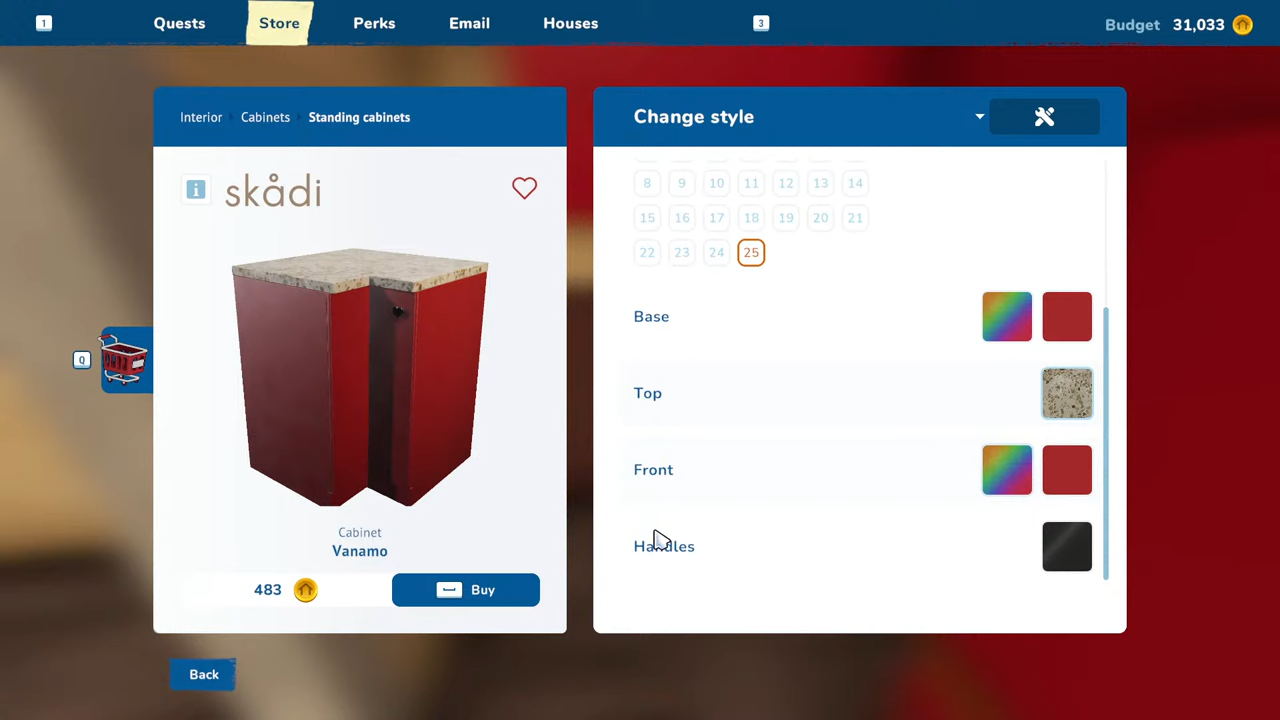 1 Quests Store Perks Email Houses 3 Budget 31,033
Interior Cabinets Standing cabinets
Change style
i skådi
8 9 10 11 12 13 14
15 16 17 18 19 20 21
22 23 24 25
Base
Q
Top
Front
Cabinet
Vanamo
Handles
483 Buy
Back